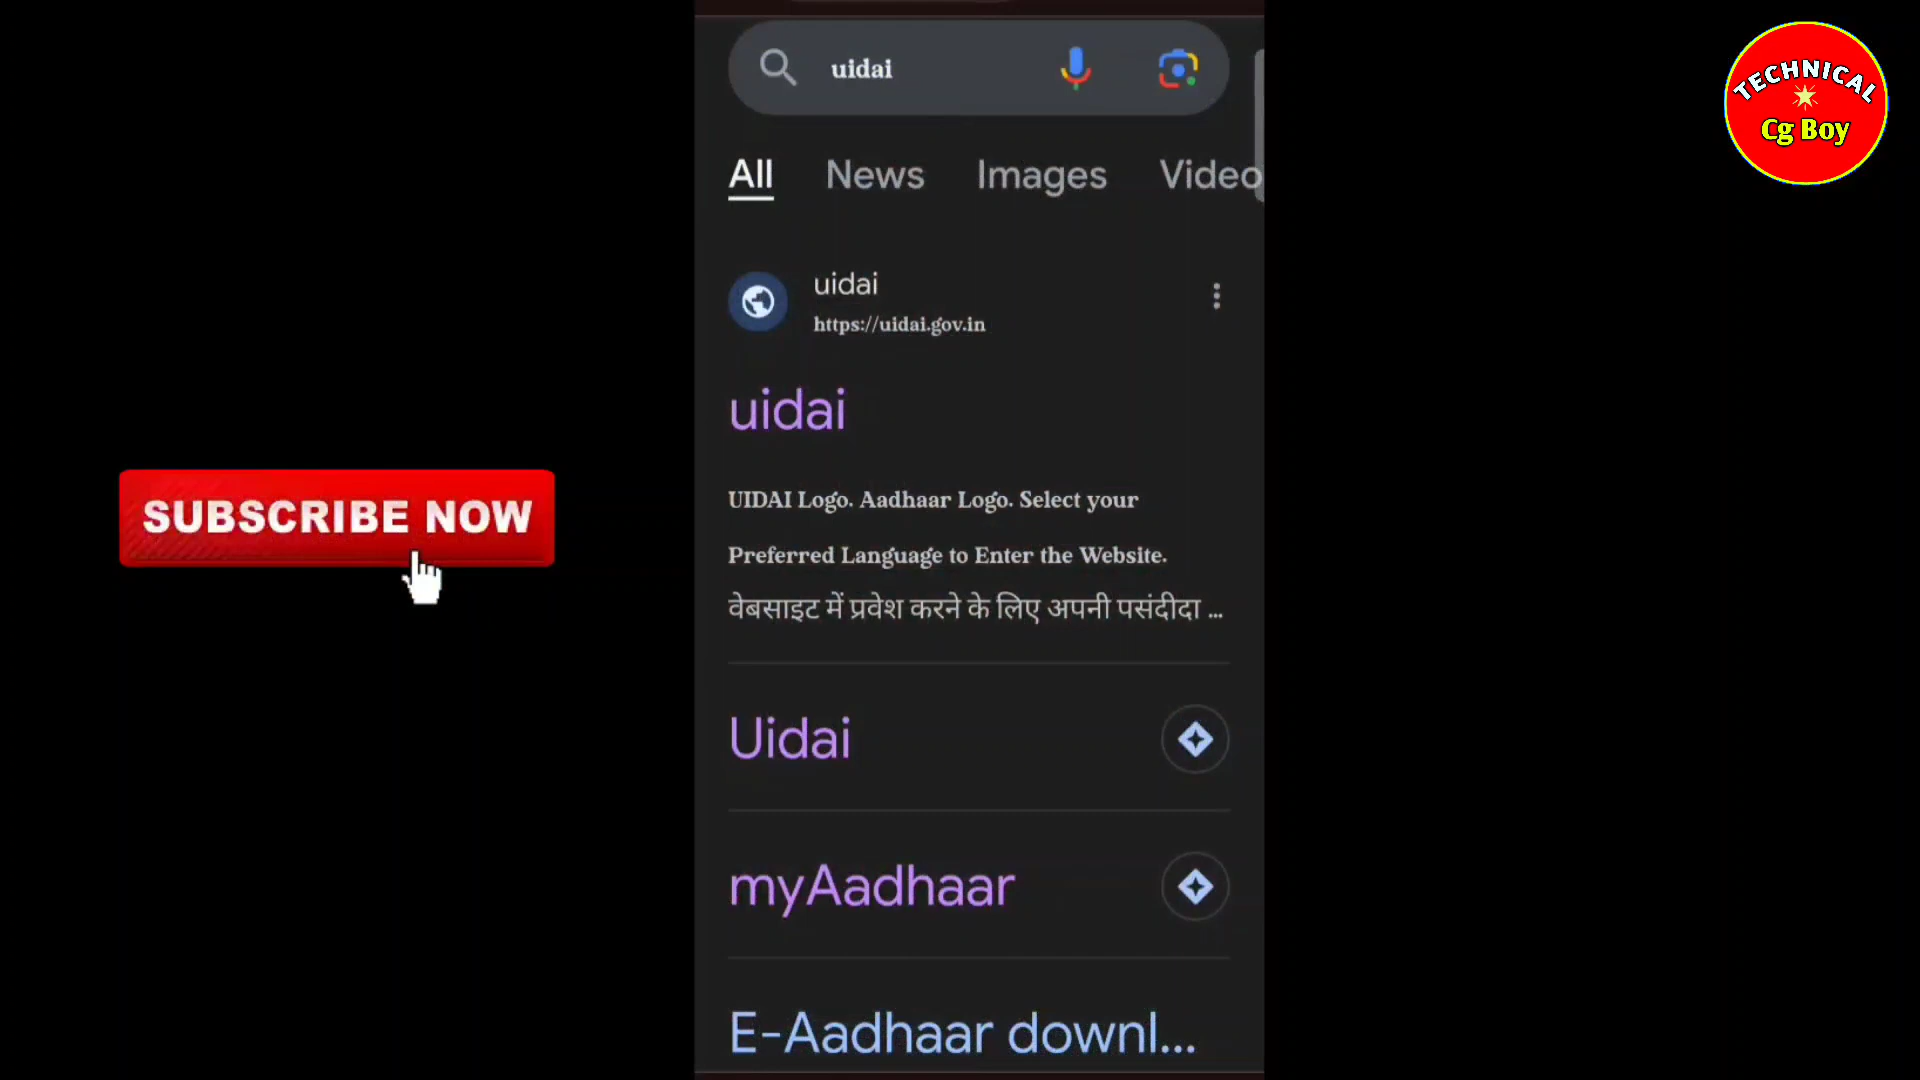 uidai
All News Images Video
uidai
https://uidai.gov.in
uidai
UIDAI Logo. Aadhaar Logo. Select your
Preferred Language to Enter the Website.
वेबसाइट में प्रवेश करने के लिए अपनी पसंदीदा ...
Uidai
myAadhaar
E-Aadhaar downl...
SUBSCRIBE NOW
TECHNICAL
Cg Boy